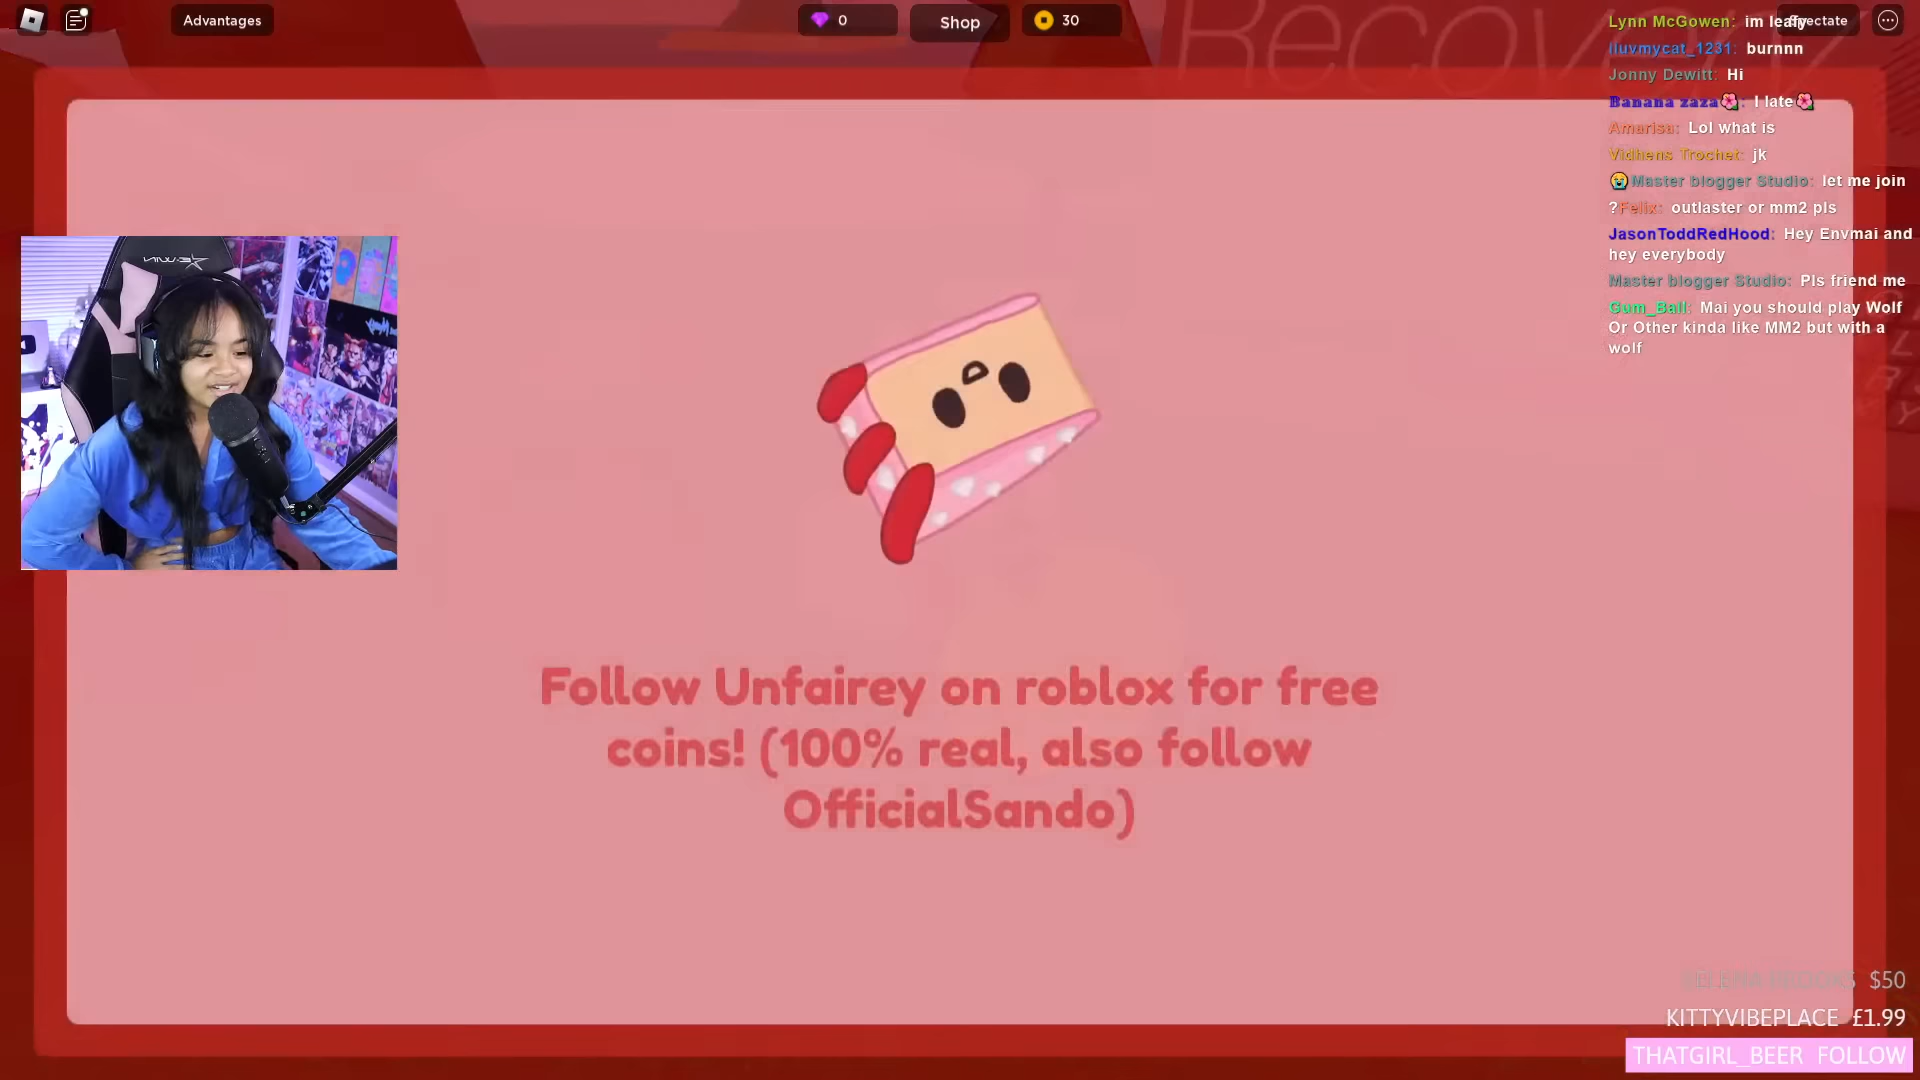 Advantages
0
Shop
30
Spectate
Recovery
Lynn McGowen: im leafy
Iluvmycat_1231: burnnn
Jonny Dewitt: Hi
Banana zaza🌺: I late🌺
Amarisa: Lol what is
Vidhens Trochet: jk
😭Master blogger Studio: let me join
?Felix: outlaster or mm2 pls
JasonToddRedHood: Hey Envmai and
hey everybody
Master blogger Studio: Pls friend me
Gum_Ball: Mai you should play Wolf
Or Other kinda like MM2 but with a
wolf
Follow Unfairey on roblox for free
coins! (100% real, also follow
OfficialSando)
$50
KITTYVIBEPLACE £1.99
THATGIRL_BEER FOLLOW